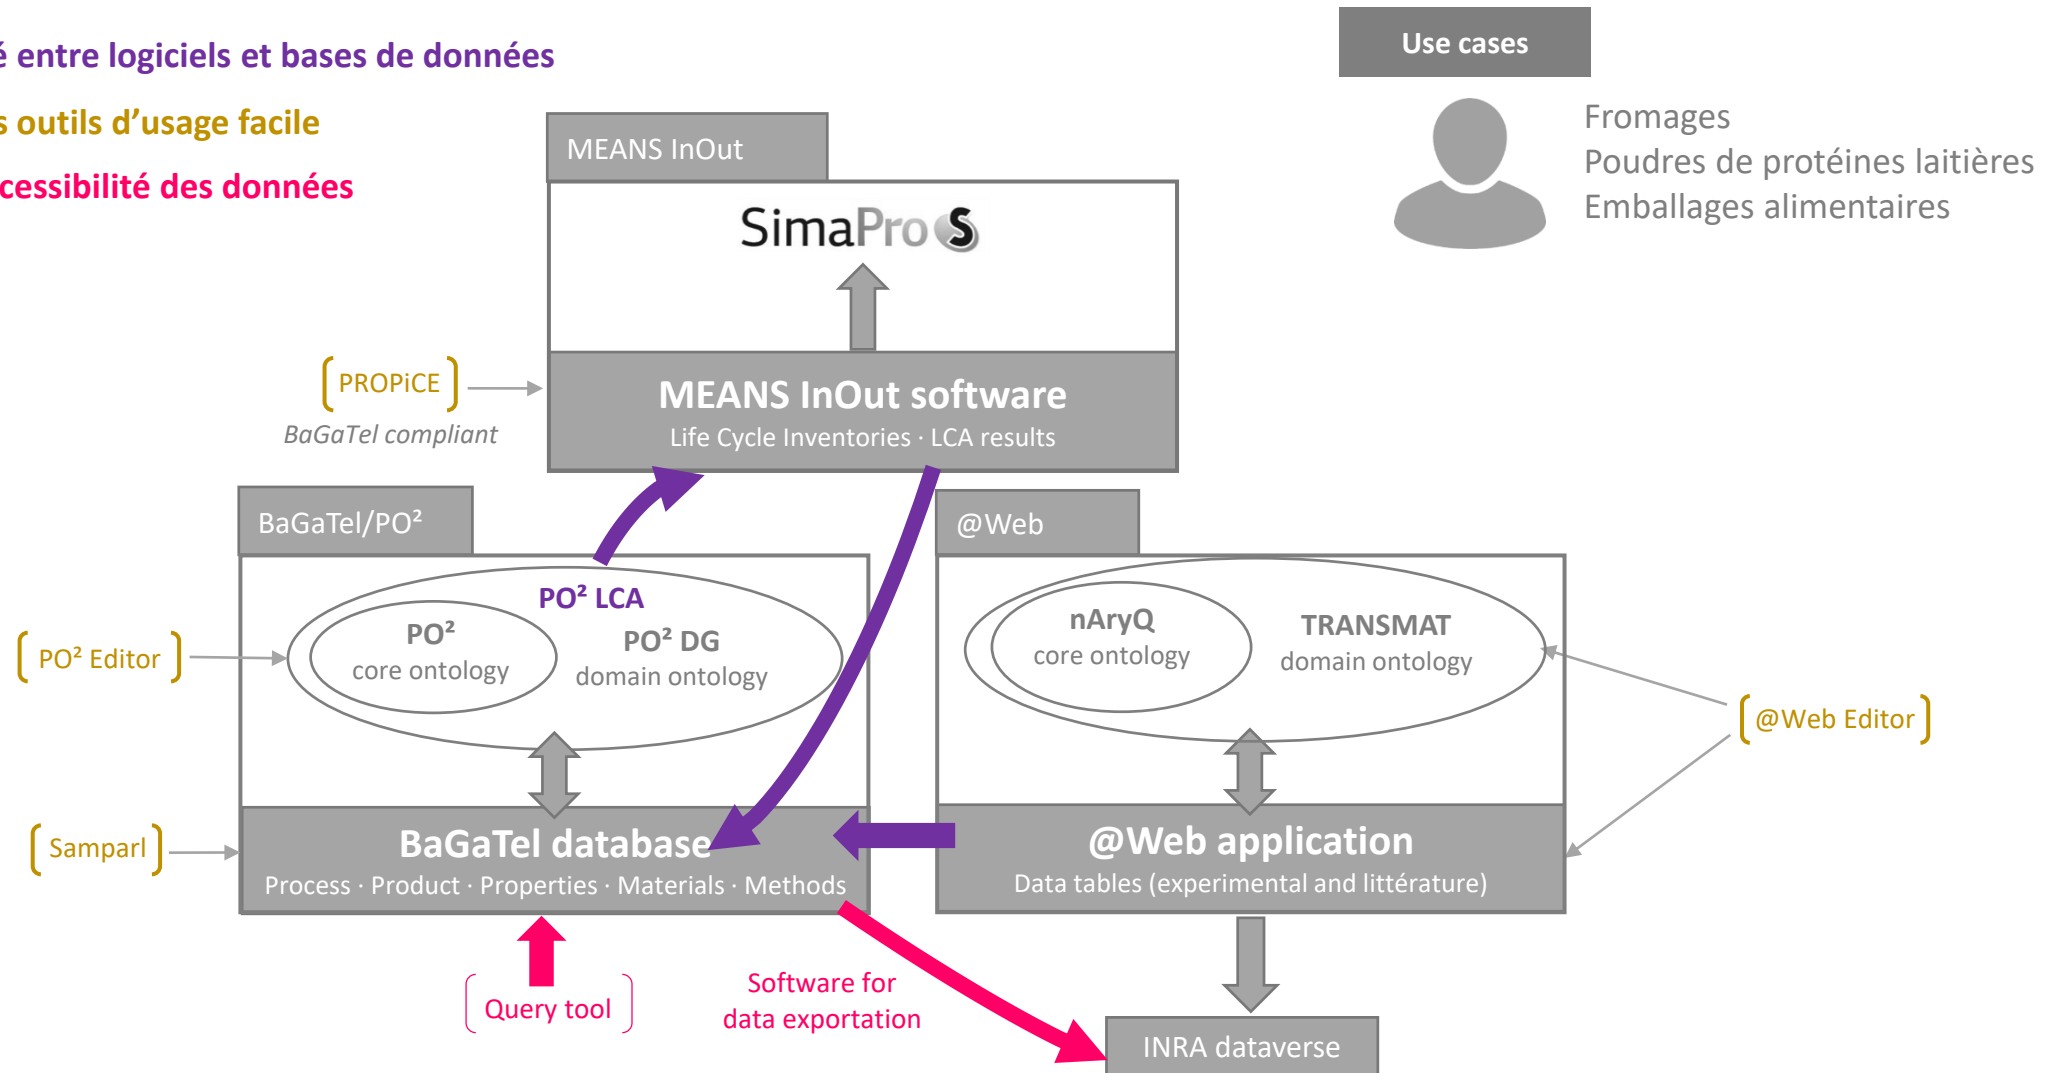 é entre logiciels et bases de données
s outils d'usage facile
cessibilité des données
Use cases
Fromages
Poudres de protéines laitières
Emballages alimentaires
MEANS InOut
SimaPro S
PROPiCE
BaGaTel compliant
MEANS InOut software
Life Cycle Inventories · LCA results
BaGaTel/PO²
@Web
PO² LCA
PO²
core ontology
PO² DG
domain ontology
nAryQ
core ontology
TRANSMAT
domain ontology
PO² Editor
@Web Editor
Samparl
BaGaTel database
Process · Product · Properties · Materials · Methods
@Web application
Data tables (experimental and littérature)
Query tool
Software for
data exportation
INRA dataverse